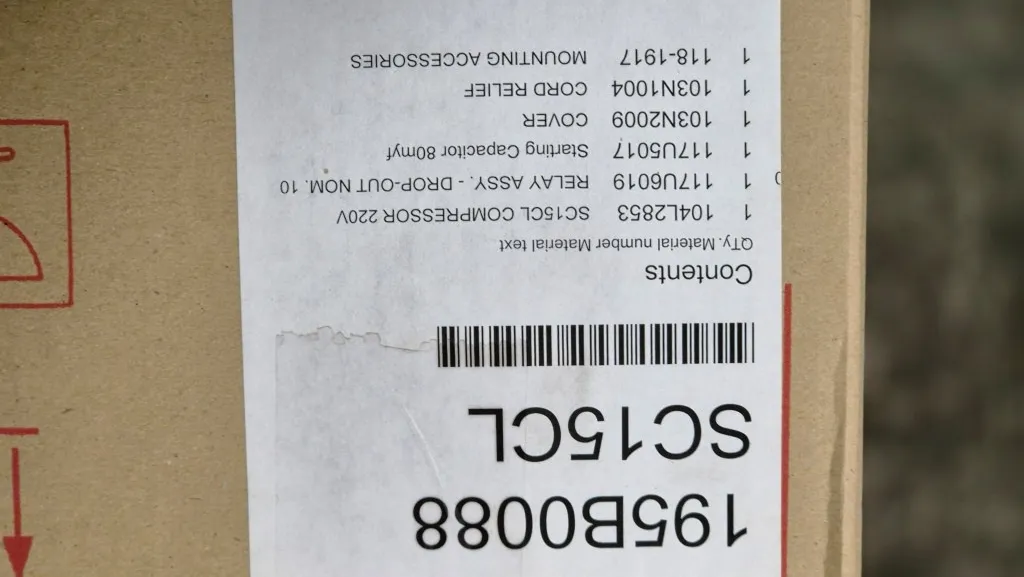 195B0088
SC15CL
Contents
QTy. Material number Material text
1 104L2853 SC15CL COMPRESSOR 220V
1 117U6019 RELAY ASSY. - DROP-OUT NOM. 10
1 117U5017 Starting Capacitor 80myf
1 103N2009 COVER
1 103N1004 CORD RELIEF
1 118-1917 MOUNTING ACCESSORIES